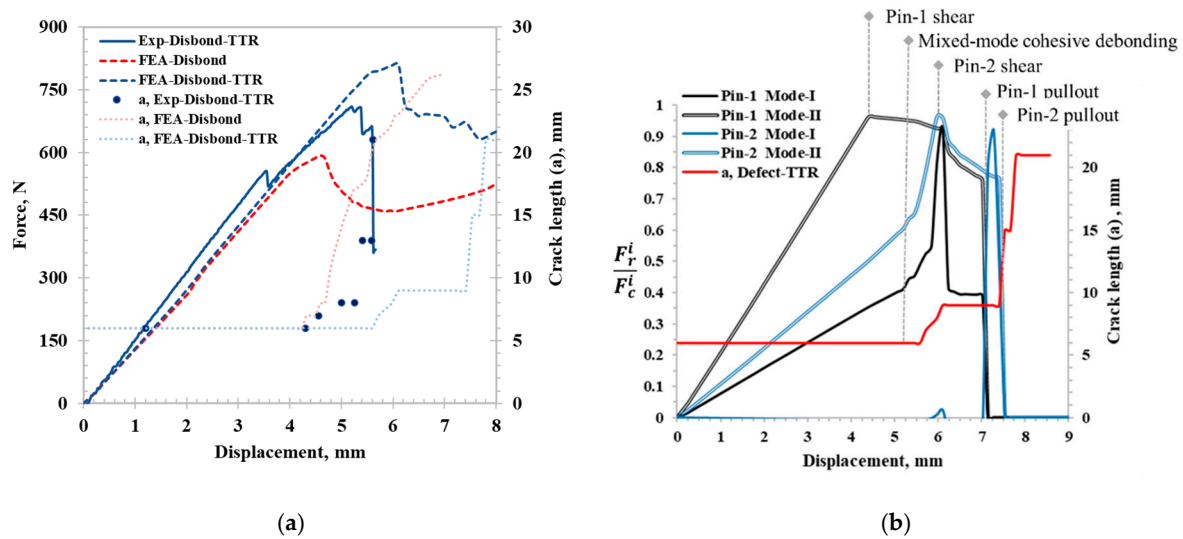 (a)
900
750
600
450
300
150
0
Force, N
30
25
20
15
10
5
0
Crack length (a), mm
0 1 2 3 4 5 6 7 8
Displacement, mm
Exp-Disbond-TTR
FEA-Disbond
FEA-Disbond-TTR
a, Exp-Disbond-TTR
a, FEA-Disbond
a, FEA-Disbond-TTR
(a)
(b)
Pin-1 shear
Mixed-mode cohesive debonding
Pin-2 shear
Pin-1 pullout
Pin-2 pullout
Pin-1 Mode-I
Pin-1 Mode-II
Pin-2 Mode-I
Pin-2 Mode-II
a, Defect-TTR
1
0.9
0.8
0.7
0.6
0.5
0.4
0.3
0.2
0.1
0
F_r^i
F_c^i
20
15
10
5
0
Crack length (a), mm
0 1 2 3 4 5 6 7 8 9
Displacement, mm
(b)